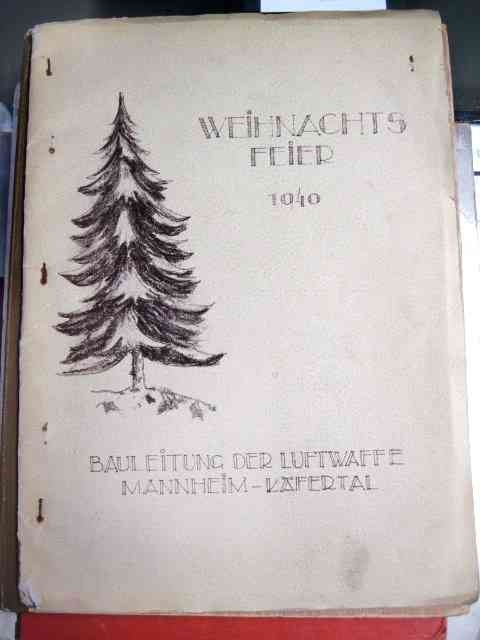 WEIHNACHTS
FEIER
1940
BAULEITUNG DER LUFTWAFFE
MANNHEIM-KÄFERTAL